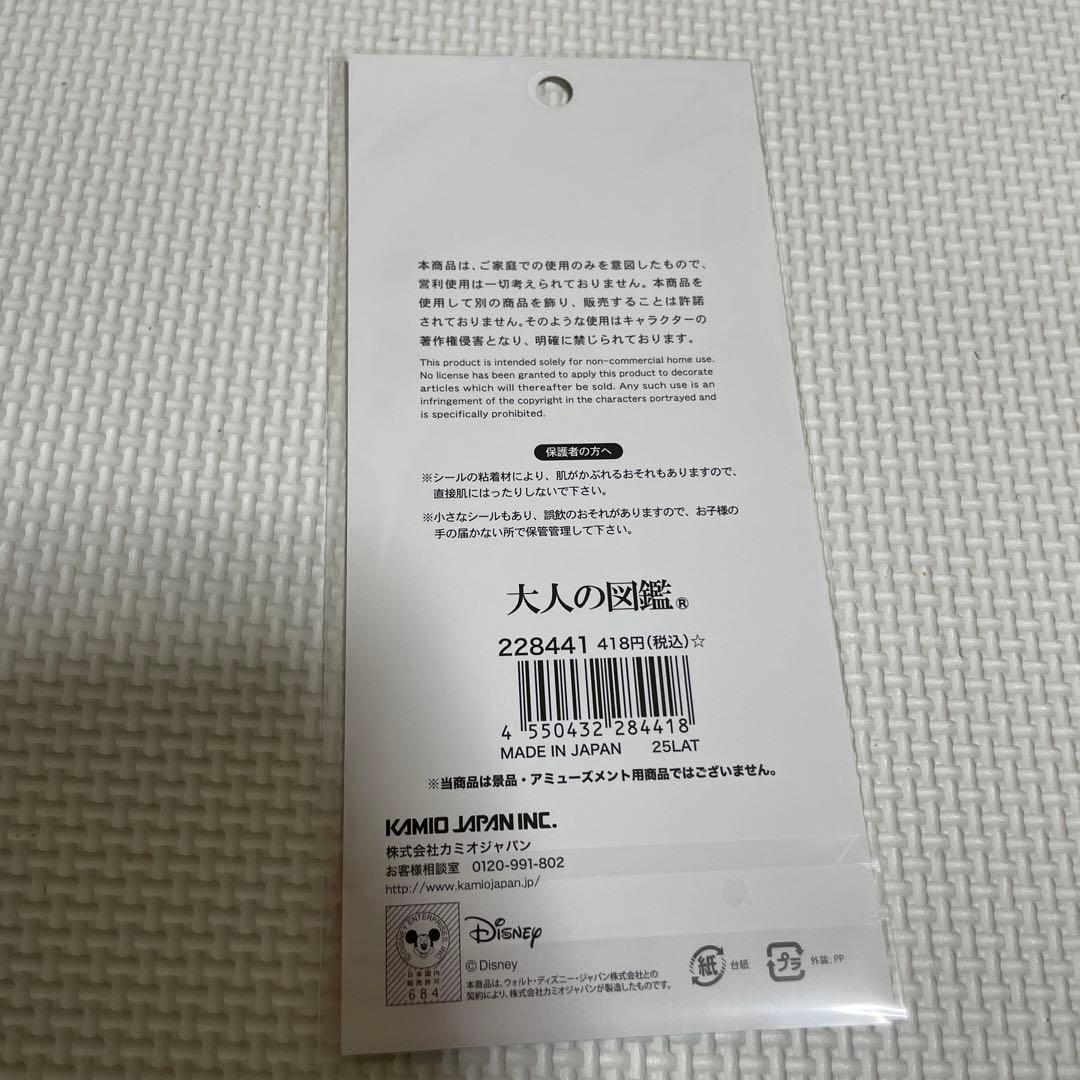 本商品は、ご家庭での使用のみを意図したもので、
営利使用は一切考えられておりません。本商品を
使用して別の商品を飾り、販売することは許諾
されておりません。そのような使用はキャラクターの
著作権侵害となり、明確に禁じられております。
This product is intended solely for non-commercial home use.
No license has been granted to apply this product to decorate
articles which will thereafter be sold. Any such use is an
infringement of the copyright in the characters portrayed and
is specifically prohibited.
保護者の方へ
※シールの粘着材により、肌がかぶれるおそれもありますので、
直接肌にはったりしないで下さい。
※小さなシールもあり、誤飲のおそれがありますので、お子様の
手の届かない所で保管管理して下さい。
大人の図鑑®
228441 418円(税込)☆
4 550432 284418
MADE IN JAPAN 25LAT
※当商品は景品・アミューズメント用商品ではございません。
KAMIO JAPAN INC.
株式会社カミオジャパン
お客様相談室 0120-991-802
http://www.kamiojapan.jp/
©DISNEY ENTERPRISES, INC.
日本国内
販売許可
684
Disney
©Disney
本商品は、ウォルト・ディズニー・ジャパン株式会社との
契約により、株式会社カミオジャパンが製造したものです。
紙 台紙
プラ 外装:PP